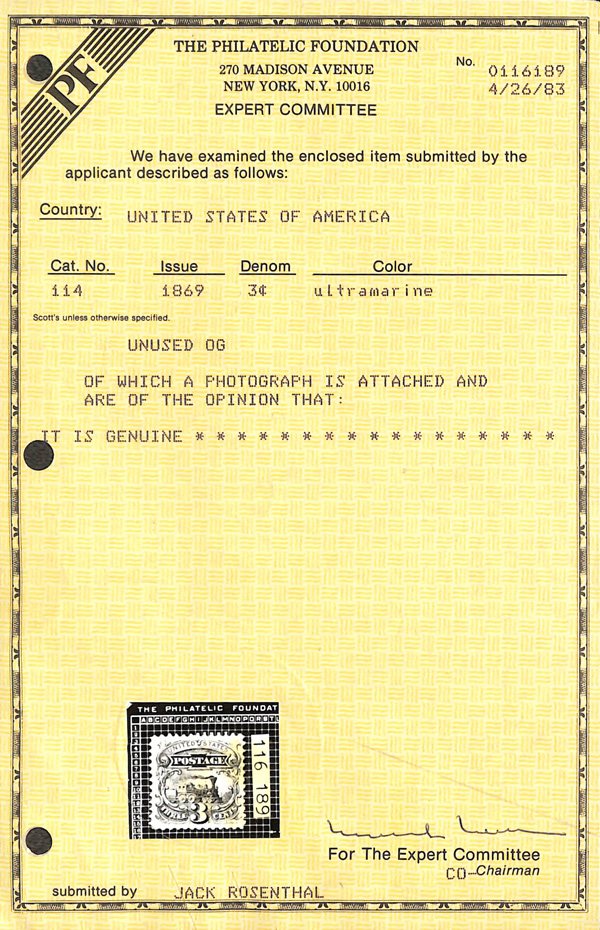 PF
THE PHILATELIC FOUNDATION
270 MADISON AVENUE
NEW YORK, N.Y. 10016
EXPERT COMMITTEE
No. 0116189
4/26/83
We have examined the enclosed item submitted by the
applicant described as follows:
Country: UNITED STATES OF AMERICA
Cat. No. Issue Denom Color
114 1869 3¢ ultramarine
Scott's unless otherwise specified.
UNUSED OG
OF WHICH A PHOTOGRAPH IS ATTACHED AND
ARE OF THE OPINION THAT:
IT IS GENUINE * * * * * * * * * * * * * * * * *
THE PHILATELIC FOUNDAT
ABCDEFGHIJKLMNOPQRST
UNITED STATES
POSTAGE
3
116 189
For The Expert Committee
CO-Chairman
submitted by JACK ROSENTHAL